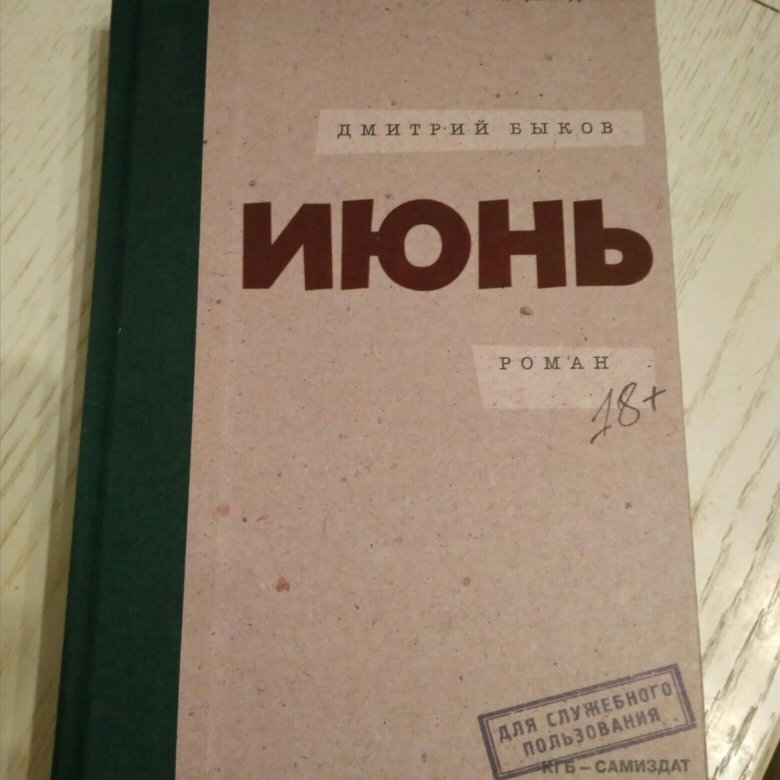 ДМИТРИЙ БЫКОВ
ИЮНЬ
РОМАН
18+
ДЛЯ СЛУЖЕБНОГО
ПОЛЬЗОВАНИЯ
КГБ – САМИЗДАТ